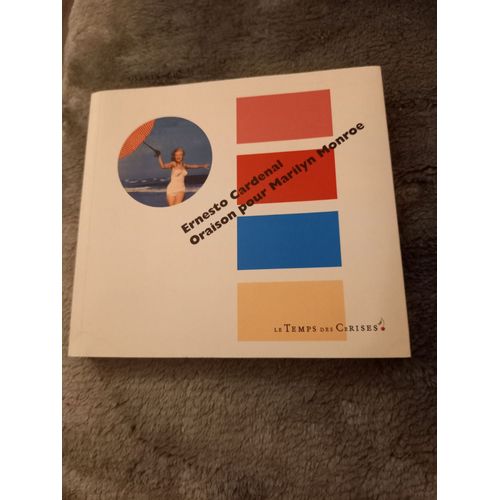 Ernesto Cardenal
Oraison pour Marilyn Monroe
LE TEMPS DES CERISES